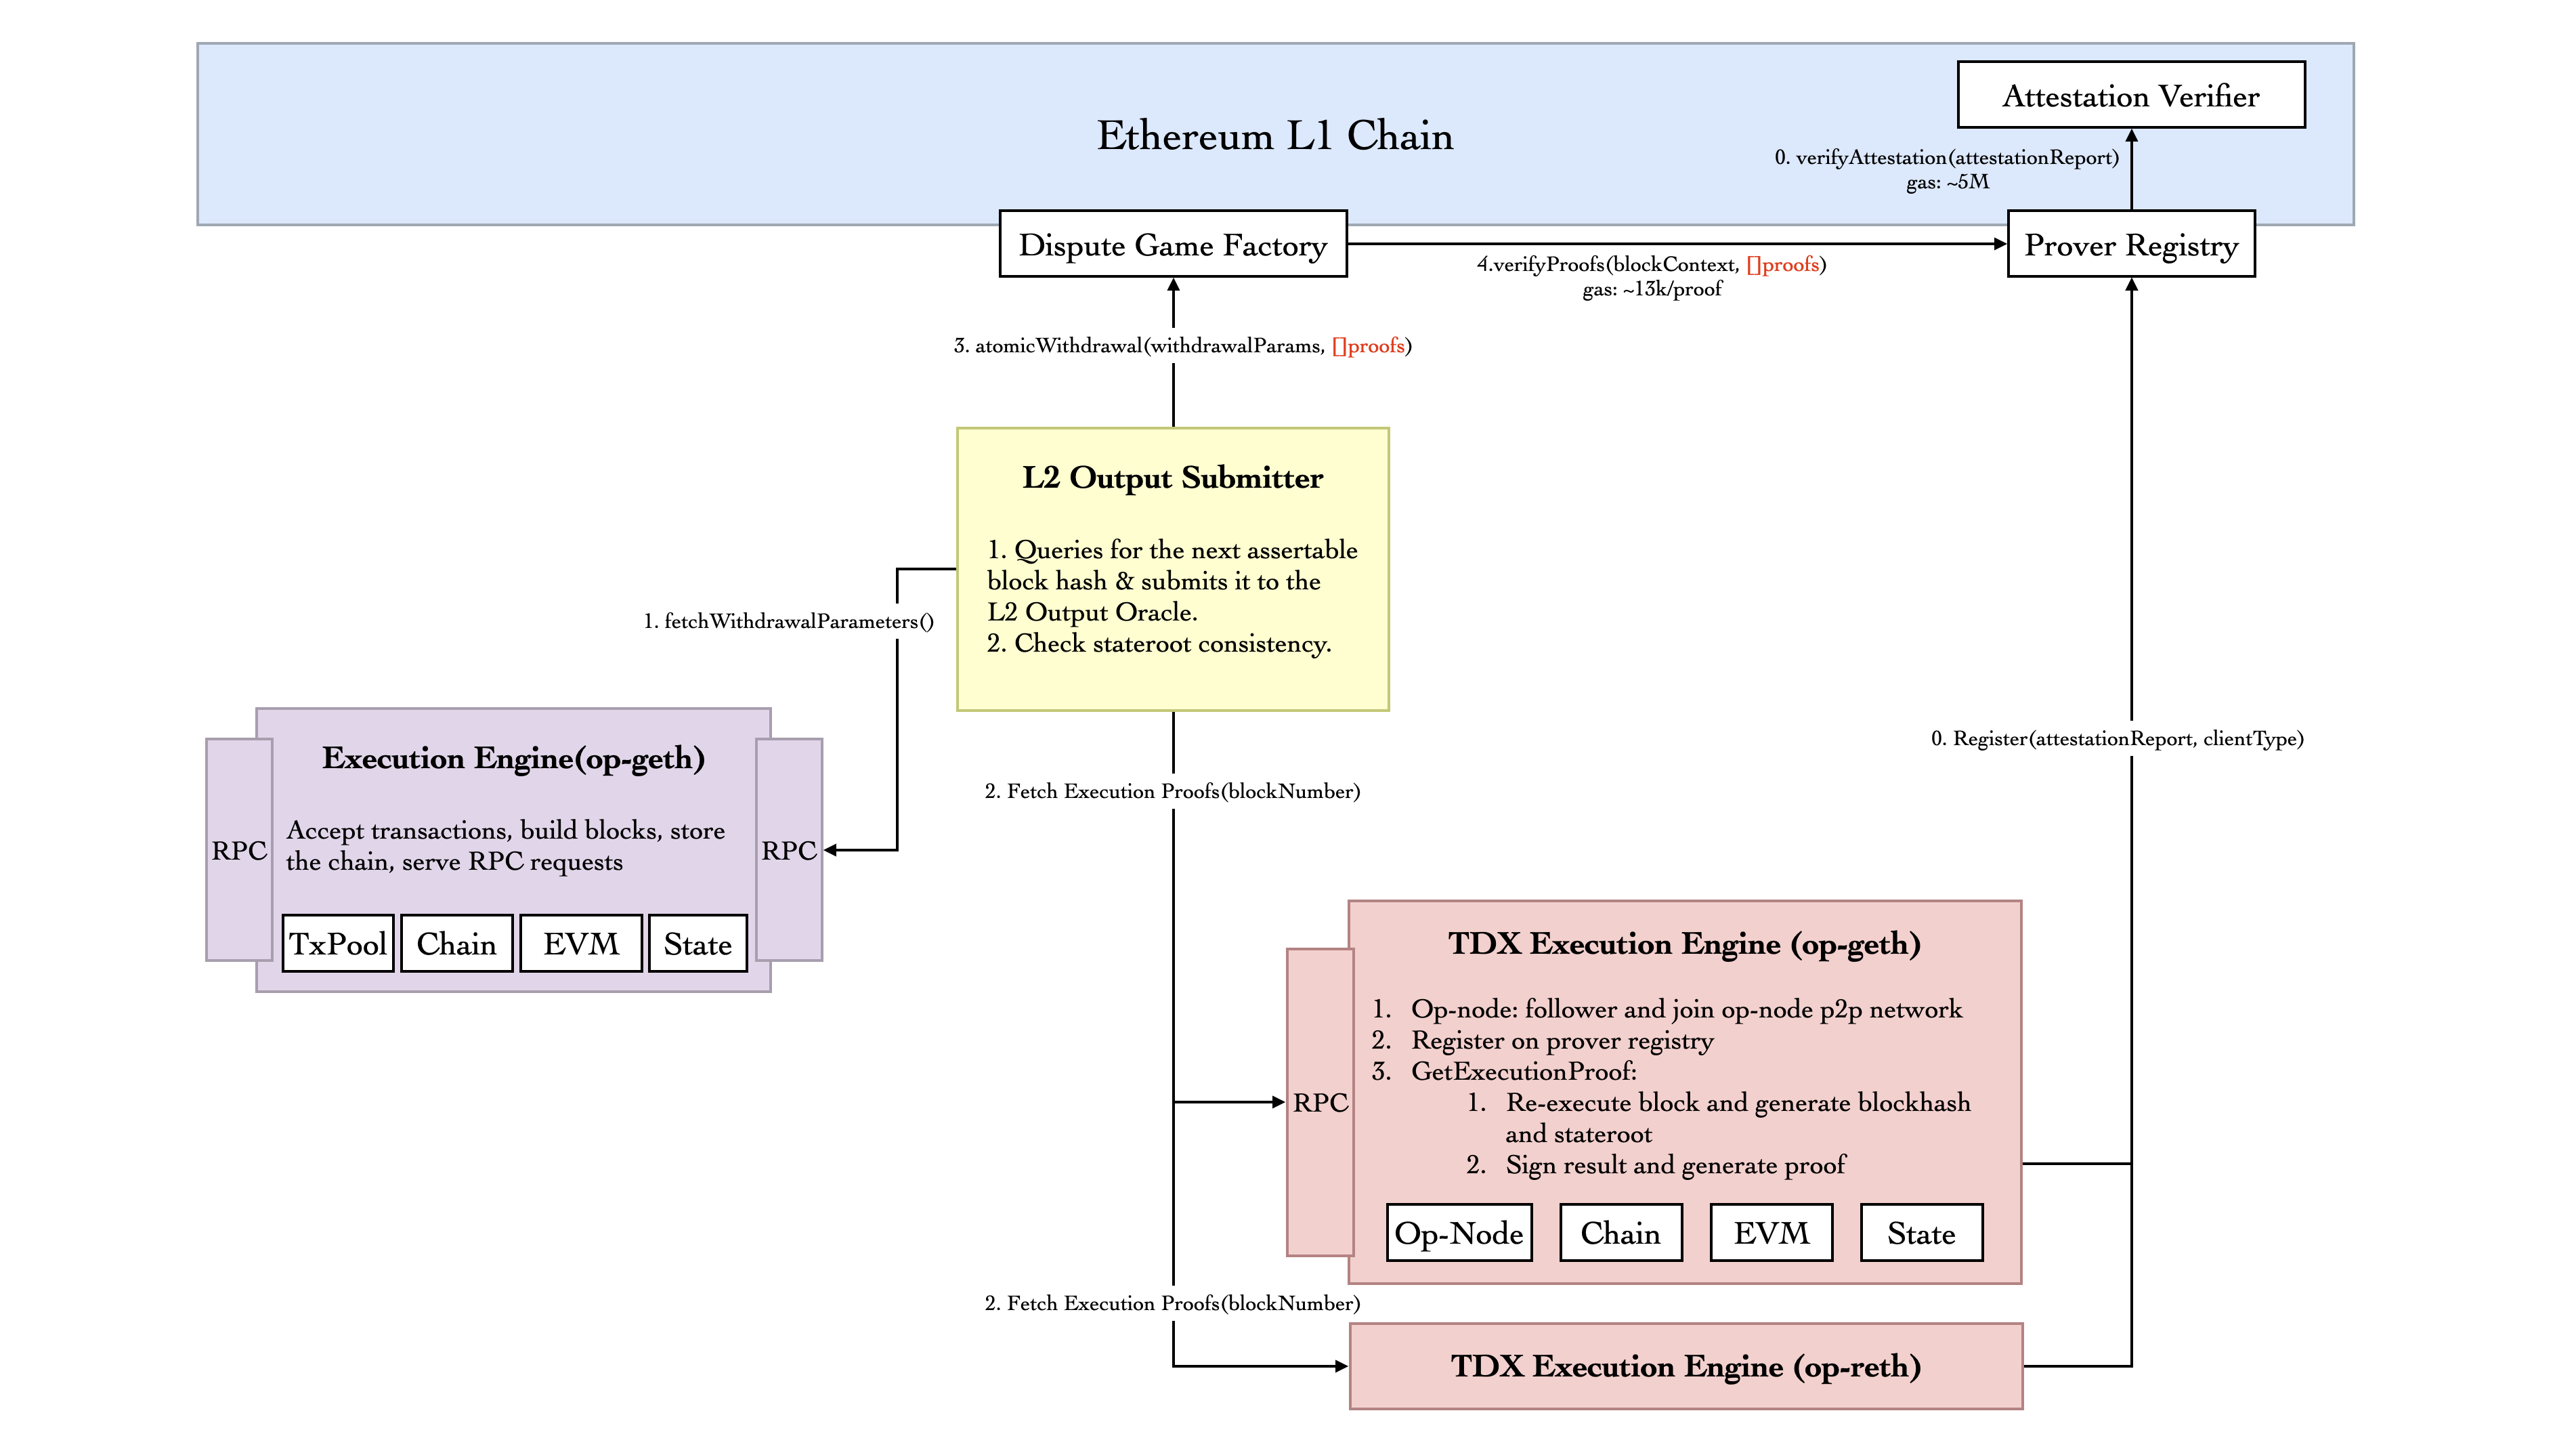 Attestation Verifier
Ethereum L1 Chain
0. verifyAttestation(attestationReport)
gas: ~5M
Dispute Game Factory
Prover Registry
4.verifyProofs(blockContext, []proofs)
gas: ~13k/proof
3. atomicWithdrawal(withdrawalParams, []proofs)
L2 Output Submitter
1. Queries for the next assertable
block hash & submits it to the
L2 Output Oracle.
2. Check stateroot consistency.
1. fetchWithdrawalParameters()
0. Register(attestationReport, clientType)
Execution Engine(op-geth)
2. Fetch Execution Proofs(blockNumber)
RPC
Accept transactions, build blocks, store
the chain, serve RPC requests
RPC
TxPool
Chain
EVM
State
TDX Execution Engine (op-geth)
1. Op-node: follower and join op-node p2p network
2. Register on prover registry
3. GetExecutionProof:
RPC
1. Re-execute block and generate blockhash
and stateroot
2. Sign result and generate proof
Op-Node
Chain
EVM
State
2. Fetch Execution Proofs(blockNumber)
TDX Execution Engine (op-reth)